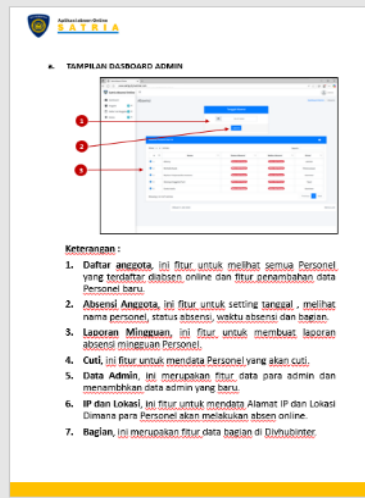 Aplikasi absen Online
S A T R I A
a. TAMPILAN DASBOARD ADMIN
1
2
3
Keterangan :
1. Daftar anggota, ini fitur untuk melihat semua Personel
yang terdaftar diabsen online dan fitur penambahan data
Personel baru.
2. Absensi Anggota, ini fitur untuk setting tanggal , melihat
nama personel, status absensi, waktu absensi dan bagian.
3. Laporan Mingguan, ini fitur untuk membuat laporan
absensi mingguan Personel.
4. Cuti, ini fitur untuk mendata Personel yang akan cuti.
5. Data Admin, ini merupakan fitur data para admin dan
menambhkan data admin yang baru.
6. IP dan Lokasi, ini fitur untuk mendata Alamat IP dan Lokasi
Dimana para Personel akan melakukan absen online.
7. Bagian, ini merupakan fitur data bagian di Divhubinter.